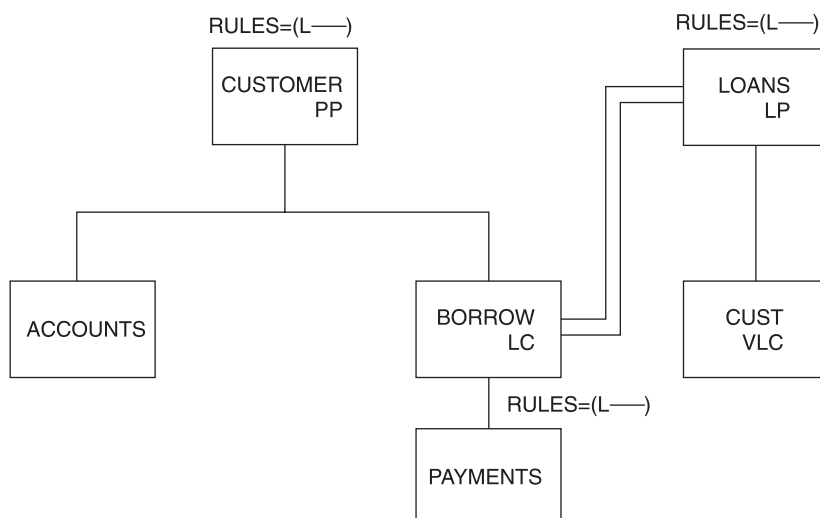 RULES=(L——)
CUSTOMER
PP
RULES=(L——)
LOANS
LP
ACCOUNTS
BORROW
LC
CUST
VLC
RULES=(L——)
PAYMENTS